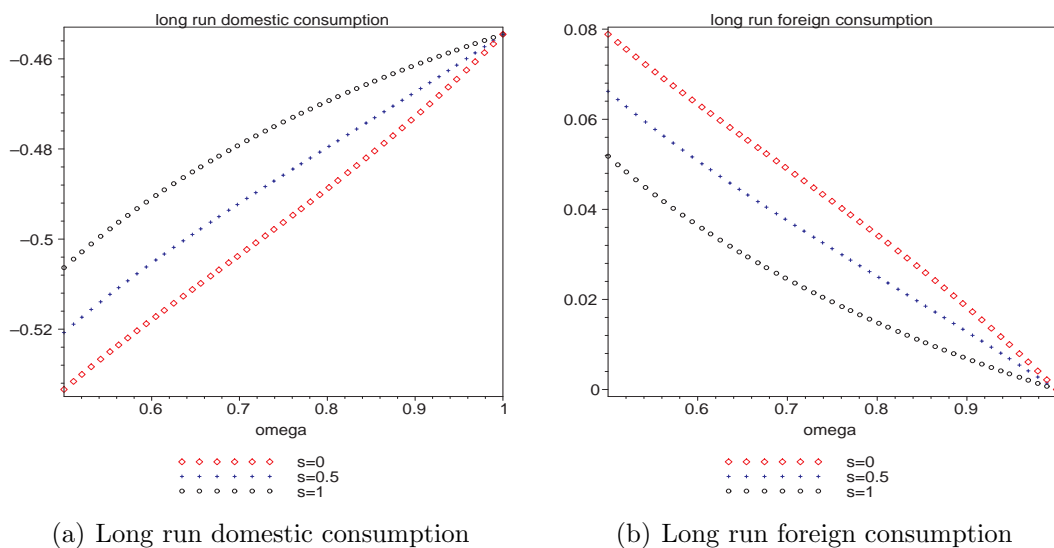 long run domestic consumption
−0.46
−0.48
−0.5
−0.52
0.6 0.7 0.8 0.9 1
omega
s=0
s=0.5
s=1
(a) Long run domestic consumption
long run foreign consumption
0.08
0.06
0.04
0.02
0
0.6 0.7 0.8 0.9
omega
s=0
s=0.5
s=1
(b) Long run foreign consumption